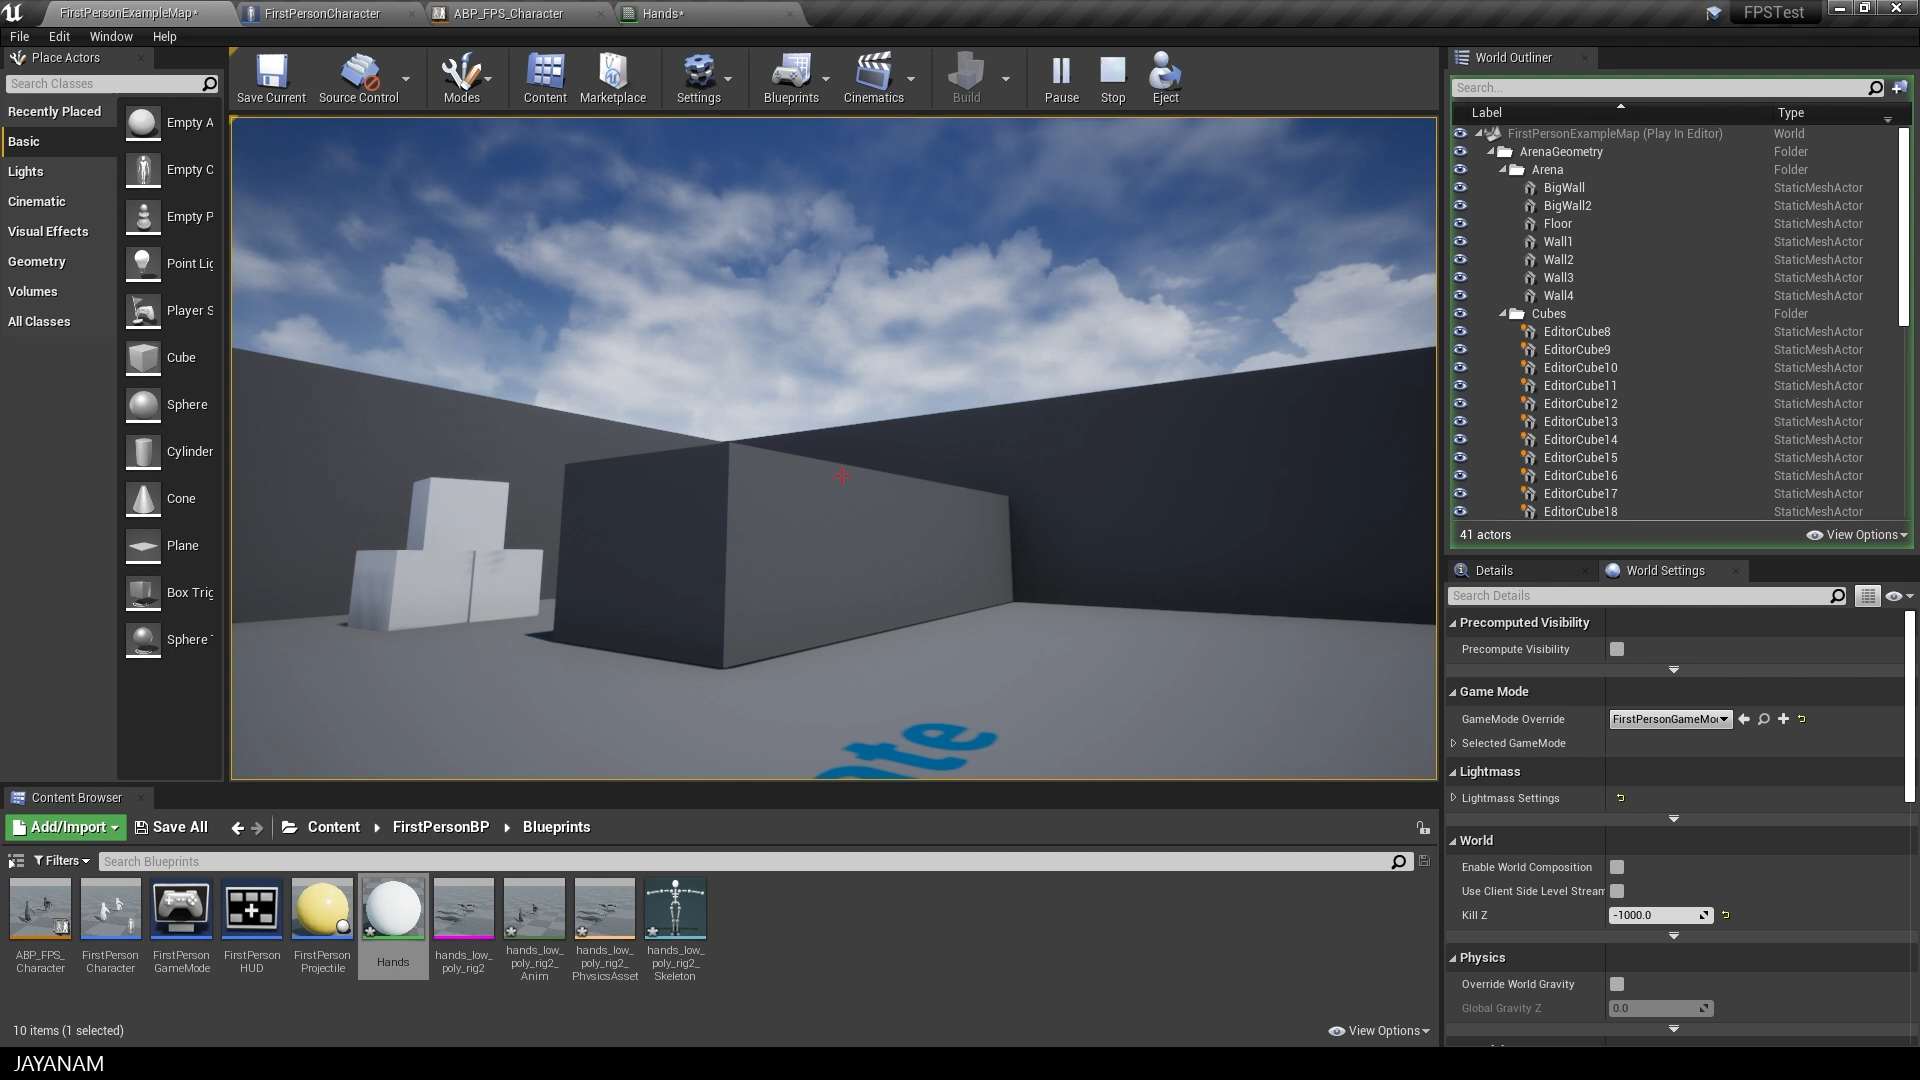 FirstPersonExampleMap*
FirstPersonCharacter
ABP_FPS_Character
Hands*
FPSTest
File Edit Window Help
Place Actors
Search Classes
Recently Placed
Basic
Lights
Cinematic
Visual Effects
Geometry
Volumes
All Classes
Empty A
Empty C
Empty P
Point Lig
Player S
Cube
Sphere
Cylinder
Cone
Plane
Box Trig
Sphere T
Save Current
Source Control
Modes
Content
Marketplace
Settings
Blueprints
Cinematics
Build
Pause
Stop
Eject
ate
World Outliner
Search...
Label Type
FirstPersonExampleMap (Play In Editor) World
ArenaGeometry Folder
Arena Folder
BigWall StaticMeshActor
BigWall2 StaticMeshActor
Floor StaticMeshActor
Wall1 StaticMeshActor
Wall2 StaticMeshActor
Wall3 StaticMeshActor
Wall4 StaticMeshActor
Cubes Folder
EditorCube8 StaticMeshActor
EditorCube9 StaticMeshActor
EditorCube10 StaticMeshActor
EditorCube11 StaticMeshActor
EditorCube12 StaticMeshActor
EditorCube13 StaticMeshActor
EditorCube14 StaticMeshActor
EditorCube15 StaticMeshActor
EditorCube16 StaticMeshActor
EditorCube17 StaticMeshActor
EditorCube18 StaticMeshActor
41 actors View Options
Details
World Settings
Search Details
Precomputed Visibility
Precompute Visibility
Game Mode
GameMode Override FirstPersonGameMo
Selected GameMode
Lightmass
Lightmass Settings
World
Enable World Composition
Use Client Side Level Stream
Kill Z -1000.0
Physics
Override World Gravity
Global Gravity Z 0.0
Content Browser
Add/Import Save All Content FirstPersonBP Blueprints
Filters Search Blueprints
ABP_FPS_
Character
FirstPerson
Character
FirstPerson
GameMode
FirstPerson
HUD
FirstPerson
Projectile
Hands
hands_low_
poly_rig2
hands_low_
poly_rig2_
Anim
hands_low_
poly_rig2_
PhysicsAsset
hands_low_
poly_rig2_
Skeleton
10 items (1 selected) View Options
JAYANAM